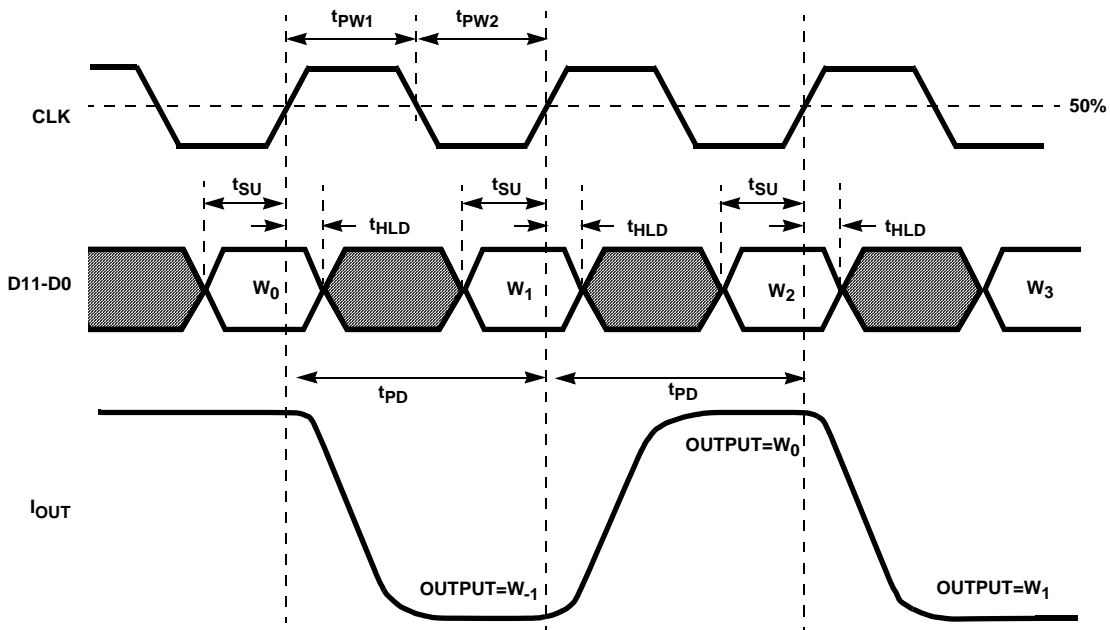 tPW1 tPW2
CLK
50%
tSU tSU tSU
tHLD tHLD tHLD
D11-D0
W0 W1 W2 W3
tPD tPD
OUTPUT=W0
IOUT
OUTPUT=W-1 OUTPUT=W1